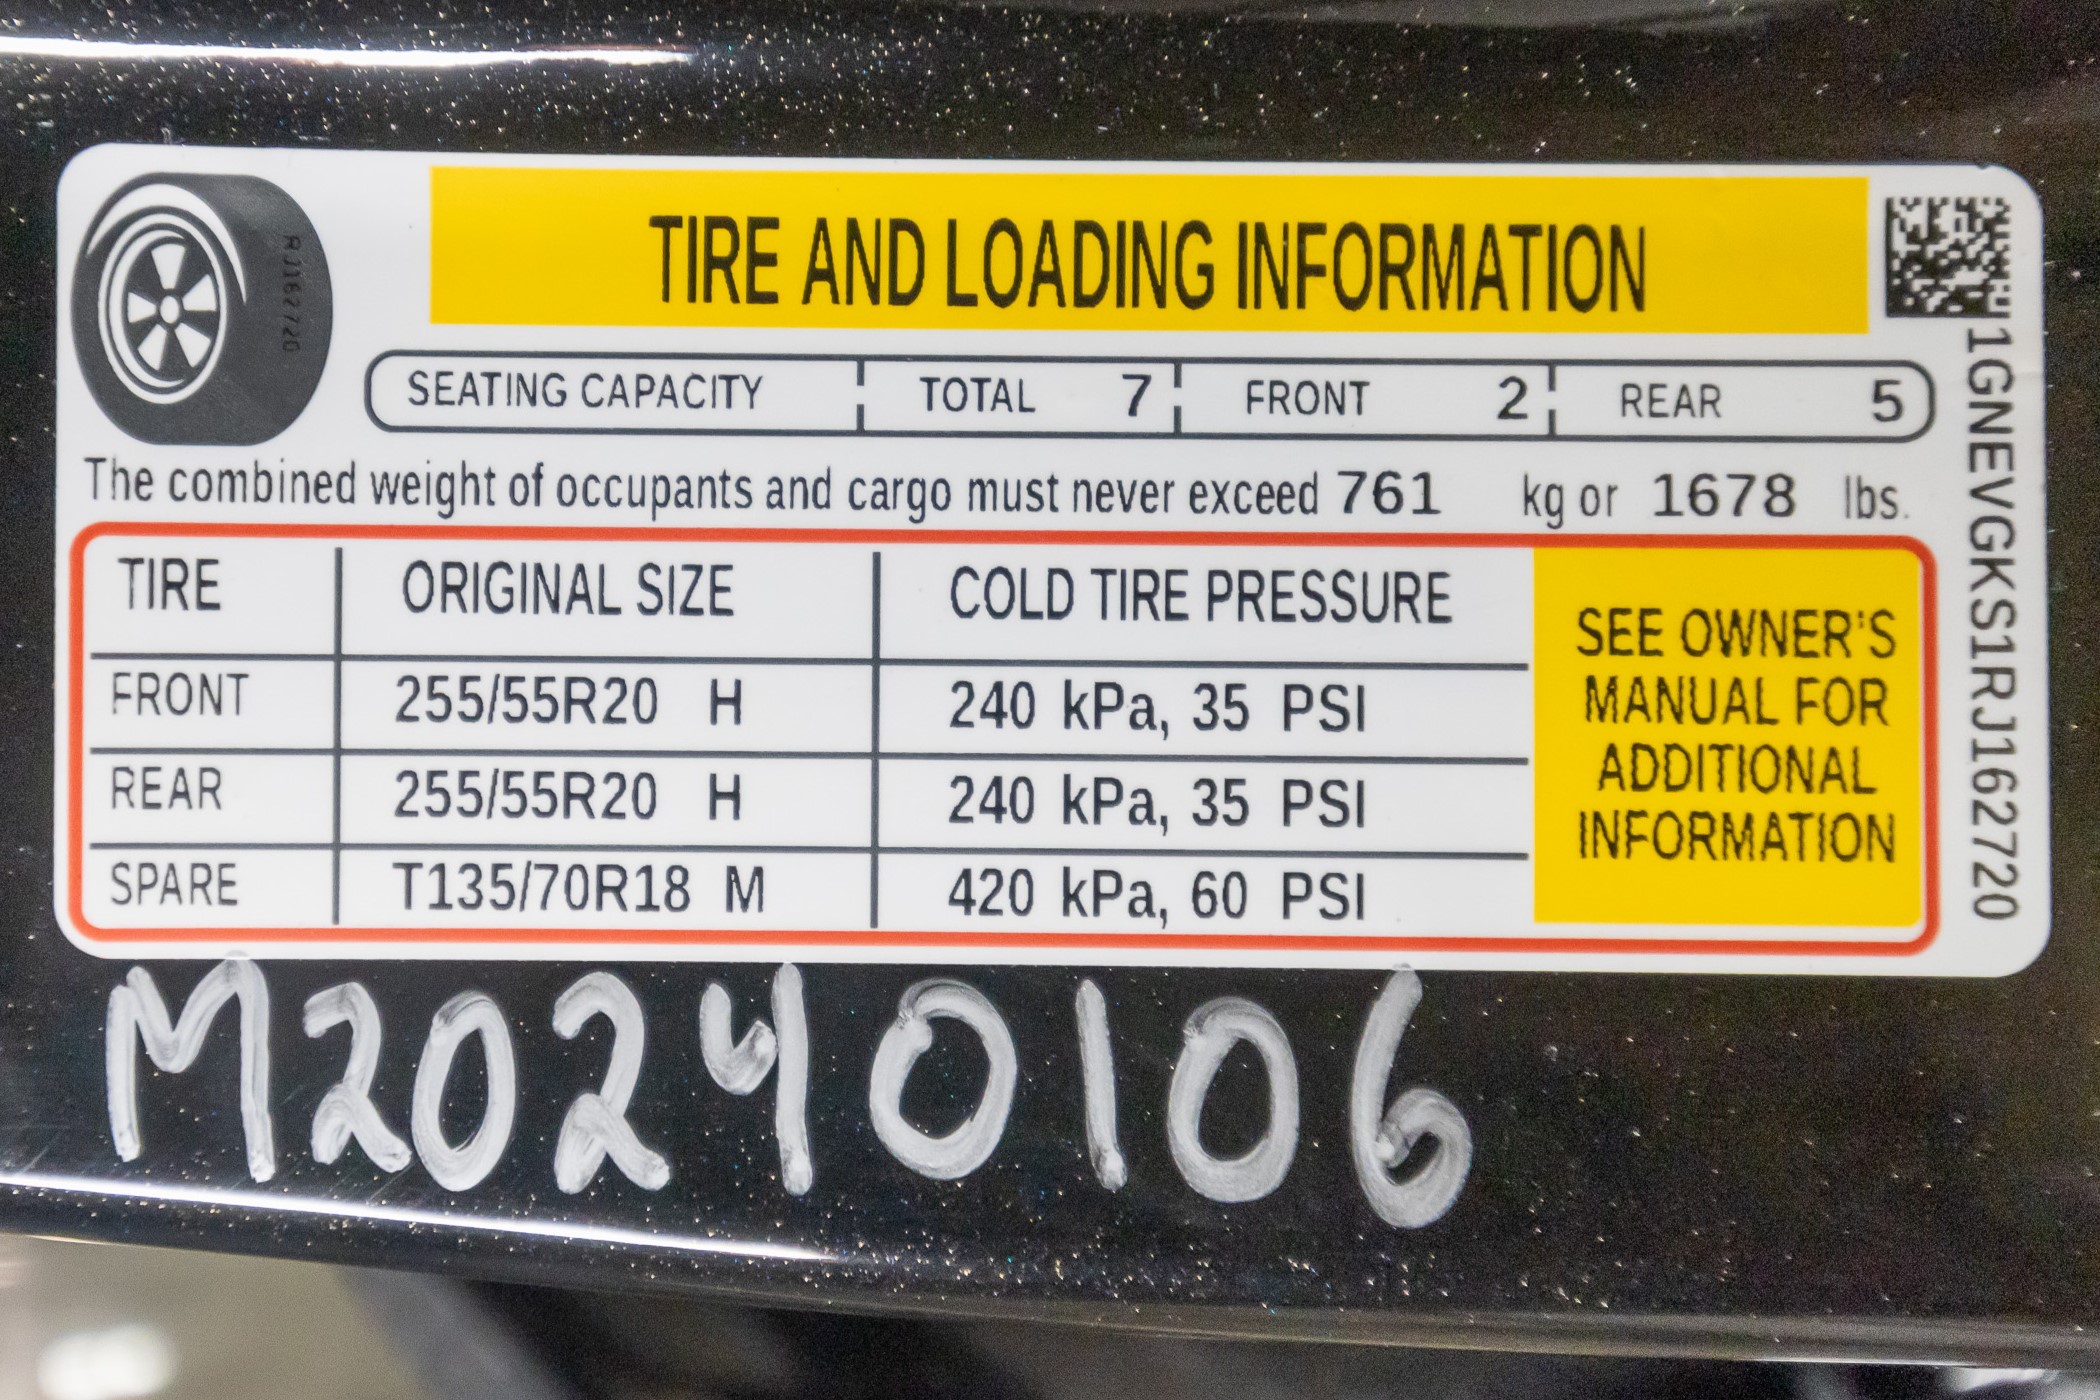 RJ162720
TIRE AND LOADING INFORMATION
SEATING CAPACITY TOTAL 7 FRONT 2 REAR 5
The combined weight of occupants and cargo must never exceed 761 kg or 1678 lbs.
TIRE ORIGINAL SIZE COLD TIRE PRESSURE
FRONT 255/55R20 H 240 kPa, 35 PSI
REAR 255/55R20 H 240 kPa, 35 PSI
SPARE T135/70R18 M 420 kPa, 60 PSI
SEE OWNER'S
MANUAL FOR
ADDITIONAL
INFORMATION
1GNEVGKS1RJ162720
M20240106